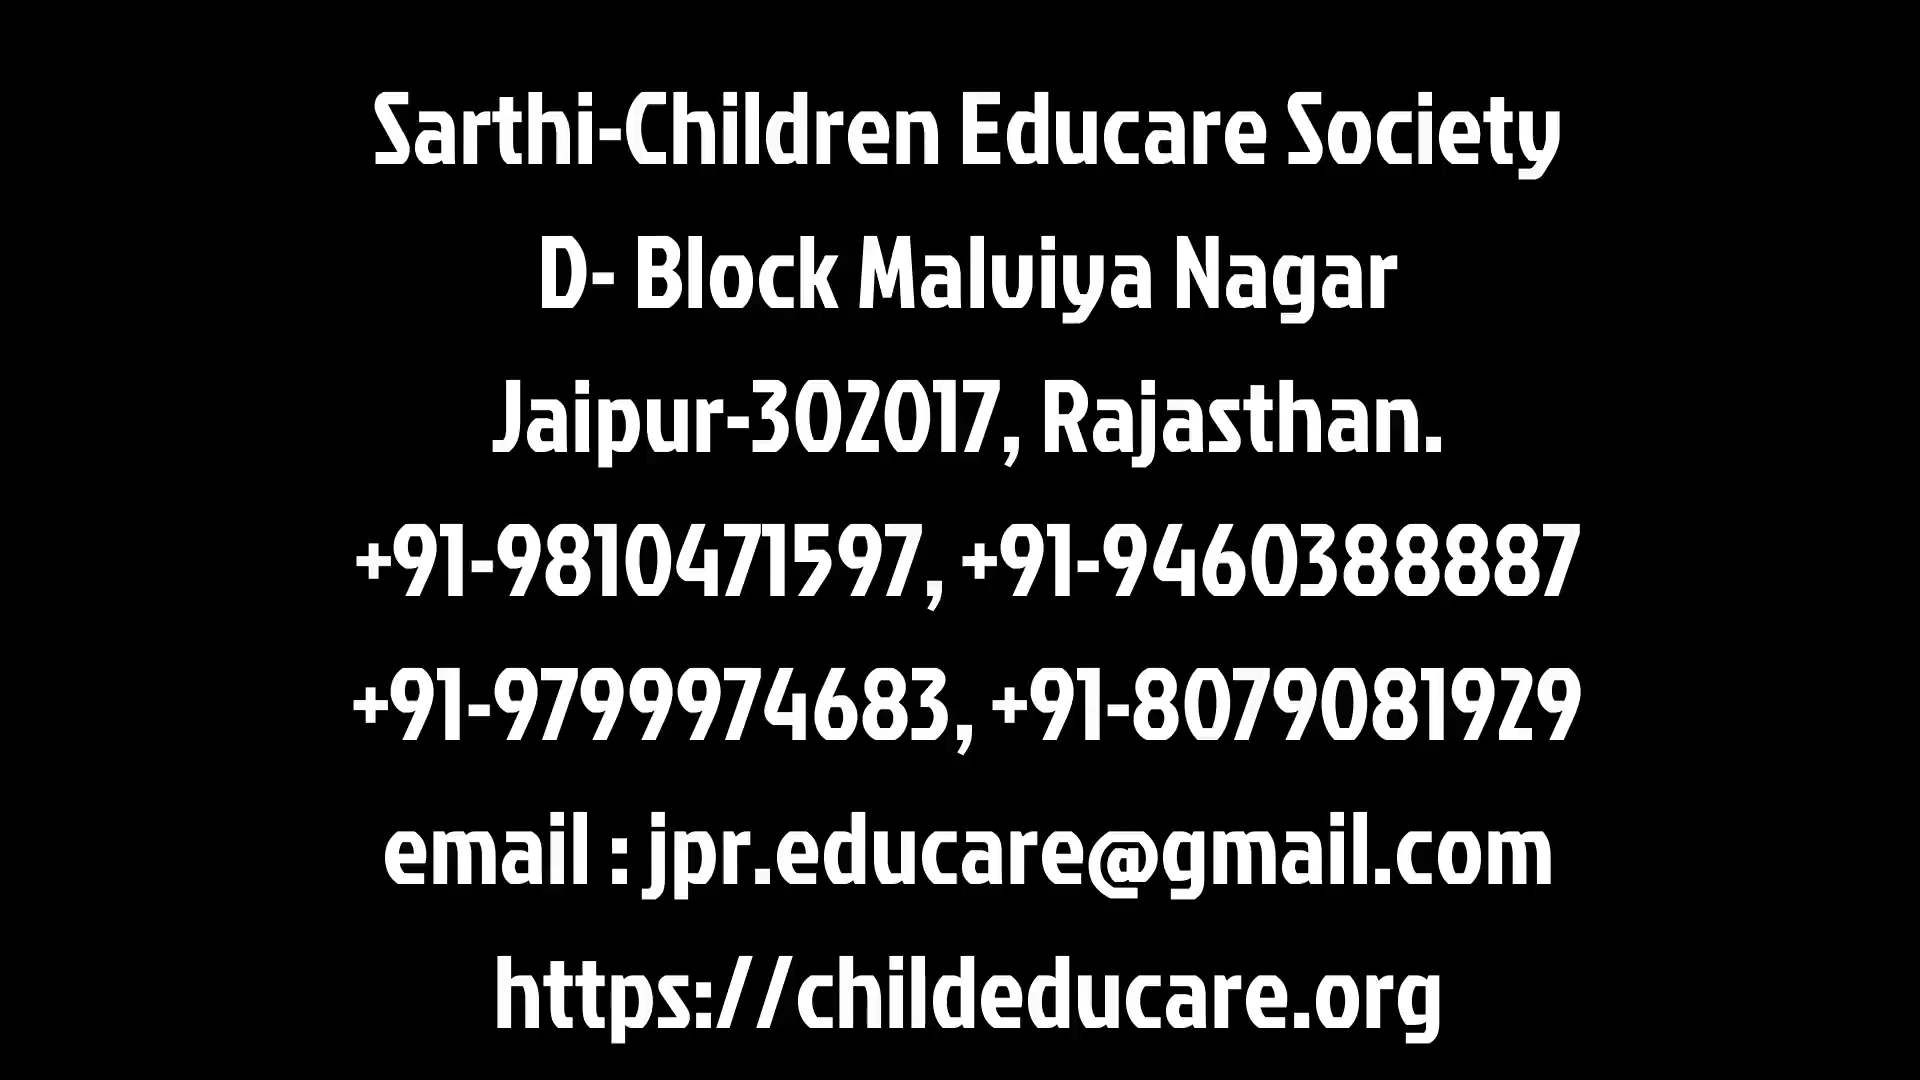 Sarthi-Children Educare Society
D- Block Malviya Nagar
Jaipur-302017, Rajasthan.
+91-9810471597, +91-9460388887
+91-9799974683, +91-8079081929
email : jpr.educare@gmail.com
https://childeducare.org